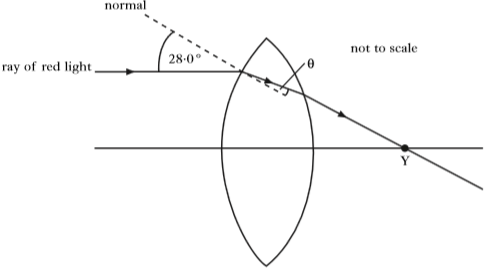 normal
not to scale
28·0°
θ
ray of red light
Y